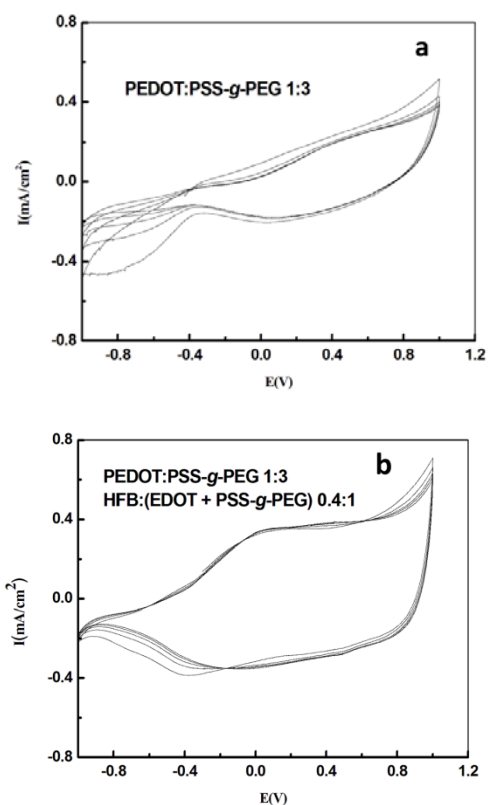 a
PEDOT:PSS-g-PEG 1:3
0.8
0.4
0.0
-0.4
-0.8
I(mA/cm²)
-0.8 -0.4 0.0 0.4 0.8 1.2
E(V)
b
PEDOT:PSS-g-PEG 1:3
HFB:(EDOT + PSS-g-PEG) 0.4:1
0.8
0.4
0.0
-0.4
-0.8
I(mA/cm²)
-0.8 -0.4 0.0 0.4 0.8 1.2
E(V)